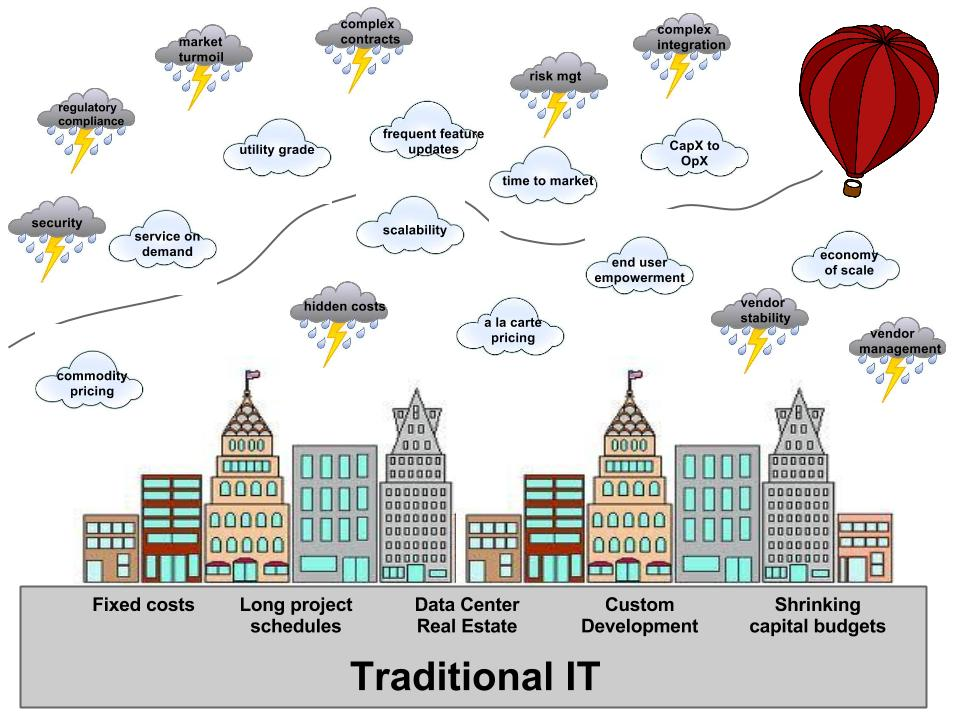 complex
contracts
complex
integration
market
turmoil
risk mgt
regulatory
compliance
frequent feature
updates
utility grade
CapX to
OpX
time to market
security
service on
demand
scalability
end user
empowerment
economy
of scale
hidden costs
a la carte
pricing
vendor
stability
vendor
management
commodity
pricing
Fixed costs
Long project
schedules
Data Center
Real Estate
Custom
Development
Shrinking
capital budgets
Traditional IT